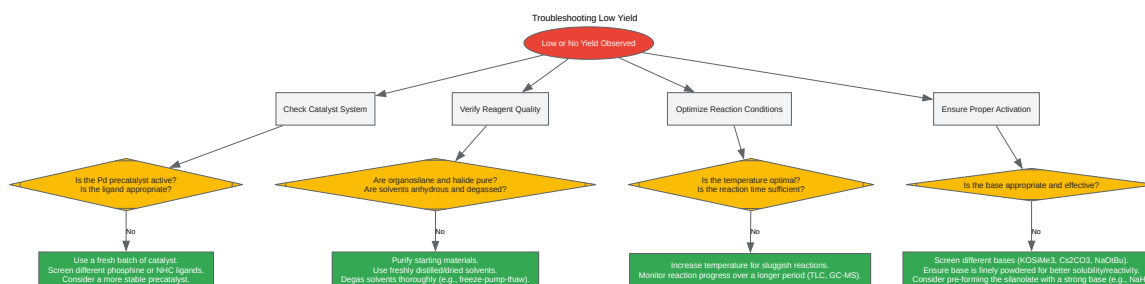 Troubleshooting Low Yield
Low or No Yield Observed
Check Catalyst System
Verify Reagent Quality
Optimize Reaction Conditions
Ensure Proper Activation
Is the Pd precatalyst active?
Is the ligand appropriate?
Are organosilane and halide pure?
Are solvents anhydrous and degassed?
Is the temperature optimal?
Is the reaction time sufficient?
Is the base appropriate and effective?
No
No
No
No
Use a fresh batch of catalyst.
Screen different phosphine or NHC ligands.
Consider a more stable precatalyst.
Purify starting materials.
Use freshly distilled/dried solvents.
Degas solvents thoroughly (e.g., freeze-pump-thaw).
Increase temperature for sluggish reactions.
Monitor reaction progress over a longer period (TLC, GC-MS).
Screen different bases (KOSiMe3, Cs2CO3, NaOtBu).
Ensure base is finely powdered for better solubility/reactivity.
Consider pre-forming the silanolate with a strong base (e.g., NaH